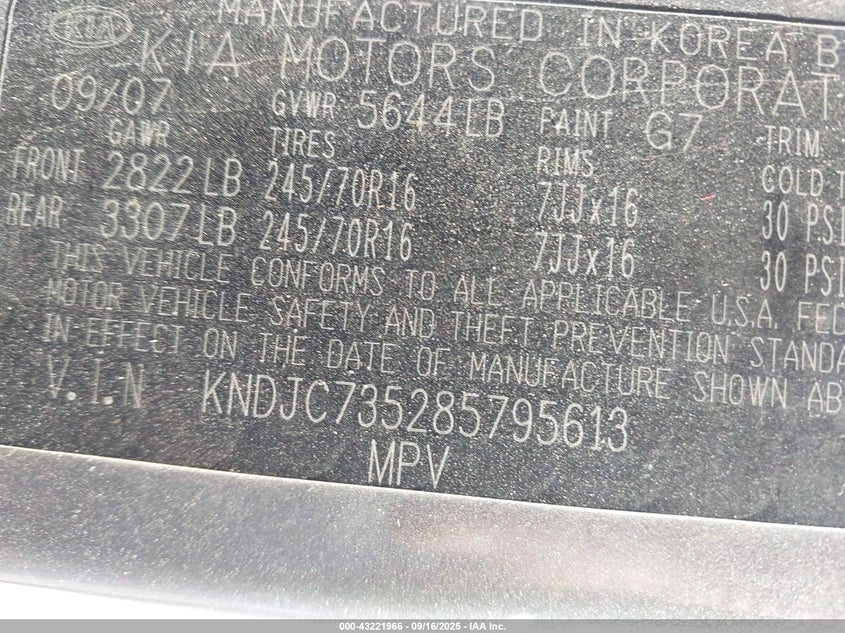 MANUFACTURED IN KOREA B
KIA KIA MOTORS CORPORAT
09/07 GVWR 5644LB PAINT G7 TRIM
GAWR TIRES RIMS COLD T
FRONT 2822LB 245/70R16 7JJx16 30 PSI
REAR 3307LB 245/70R16 7JJx16 30 PSI
THIS VEHICLE CONFORMS TO ALL APPLICABLE U.S.A. FED
MOTOR VEHICLE SAFETY AND THEFT PREVENTION STANDA
IN EFFECT ON THE DATE OF MANUFACTURE SHOWN AB
V.I.N KNDJC735285795613
MPV
000-43221966 - 09/16/2025 - IAA Inc.